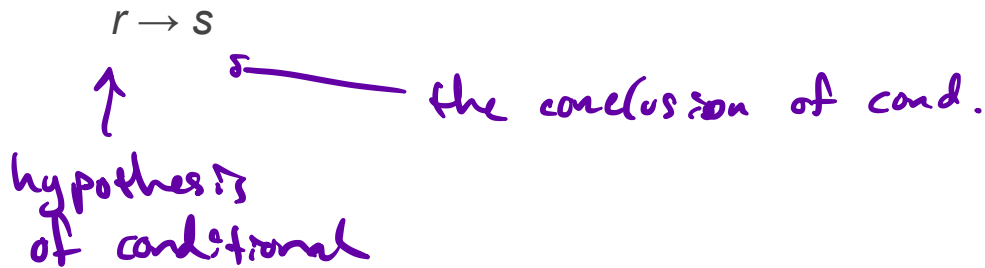 r → s
the conclusion of cond.
hypothesis
of conditional